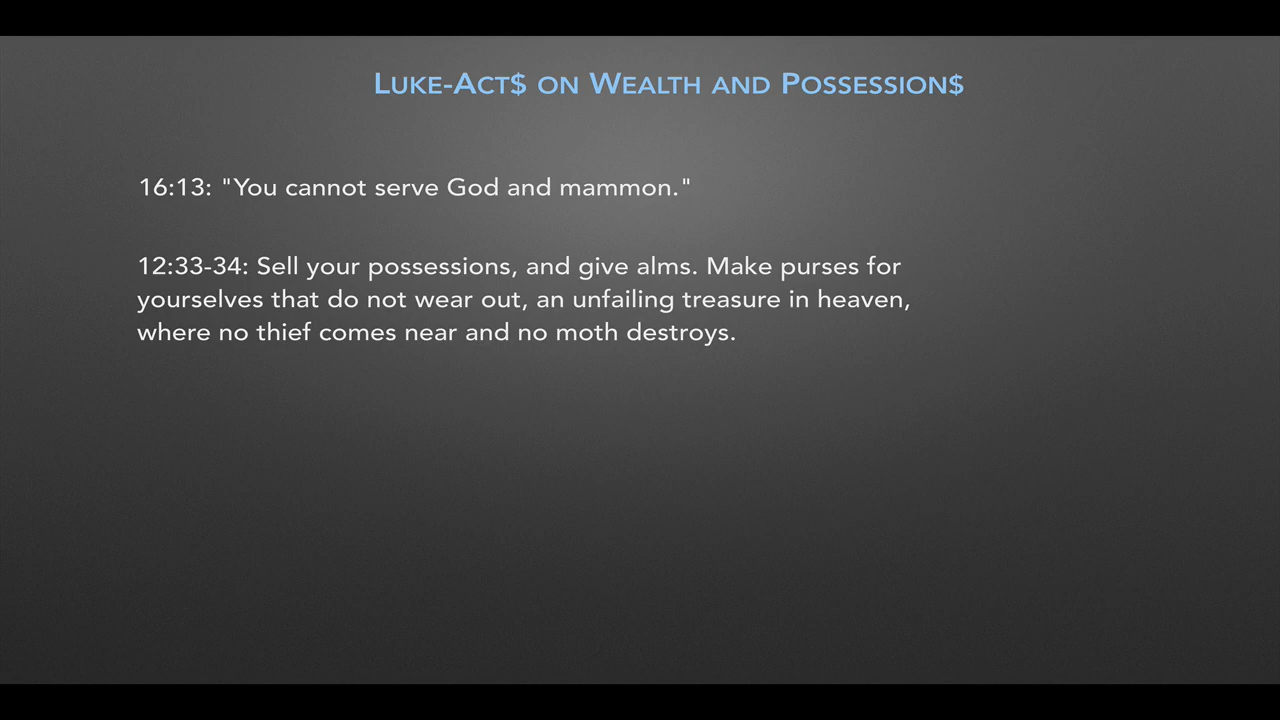 Luke-Act$ on Wealth and Possession$
16:13: "You cannot serve God and mammon."
12:33-34: Sell your possessions, and give alms. Make purses for
yourselves that do not wear out, an unfailing treasure in heaven,
where no thief comes near and no moth destroys.